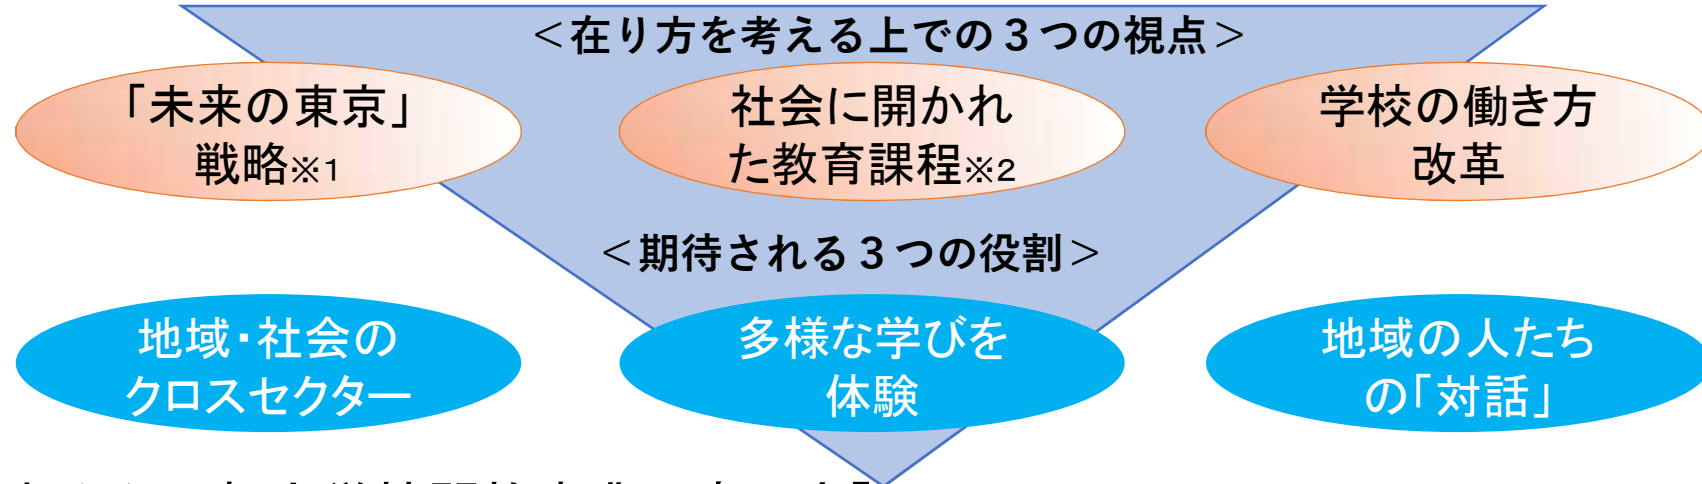 ＜在り方を考える上での３つの視点＞
「未来の東京」
戦略※1
社会に開かれ
た教育課程※2
学校の働き方
改革
＜期待される３つの役割＞
地域・社会の
クロスセクター
多様な学びを
体験
地域の人たち
の「対話」